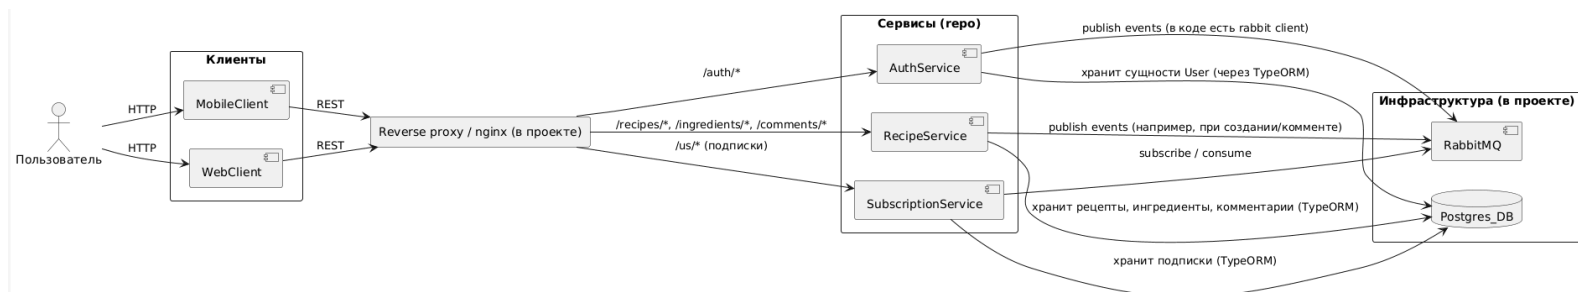 Пользователь
HTTP
HTTP
Клиенты
MobileClient
WebClient
REST
REST
Reverse proxy / nginx (в проекте)
/auth/*
/recipes/*, /ingredients/*, /comments/*
/us/* (подписки)
Сервисы (repo)
AuthService
RecipeService
SubscriptionService
publish events (в коде есть rabbit client)
хранит сущности User (через TypeORM)
publish events (например, при создании/комменте)
subscribe / consume
хранит рецепты, ингредиенты, комментарии (TypeORM)
хранит подписки (TypeORM)
Инфраструктура (в проекте)
RabbitMQ
Postgres_DB